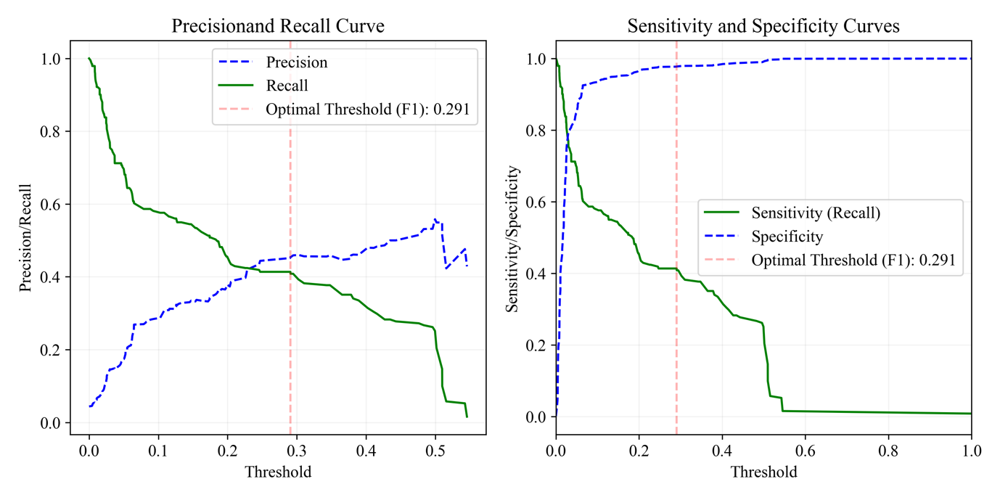 Precisionand Recall Curve
Precision/Recall
1.0
0.8
0.6
0.4
0.2
0.0
Precision
Recall
Optimal Threshold (F1): 0.291
0.0 0.1 0.2 0.3 0.4 0.5
Threshold
Sensitivity and Specificity Curves
Sensitivity/Specificity
1.0
0.8
0.6
0.4
0.2
0.0
Sensitivity (Recall)
Specificity
Optimal Threshold (F1): 0.291
0.0 0.2 0.4 0.6 0.8 1.0
Threshold